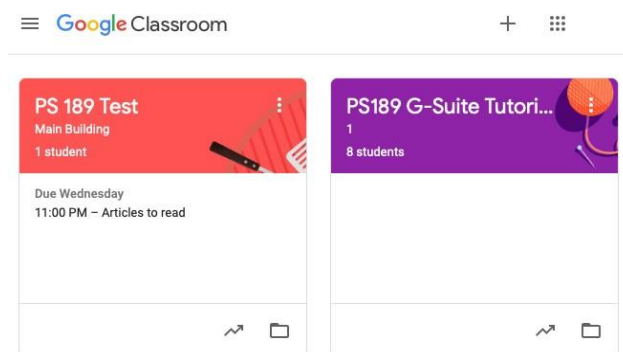 Google Classroom
PS 189 Test
Main Building
1 student
Due Wednesday
11:00 PM – Articles to read
PS189 G-Suite Tutori...
1
8 students